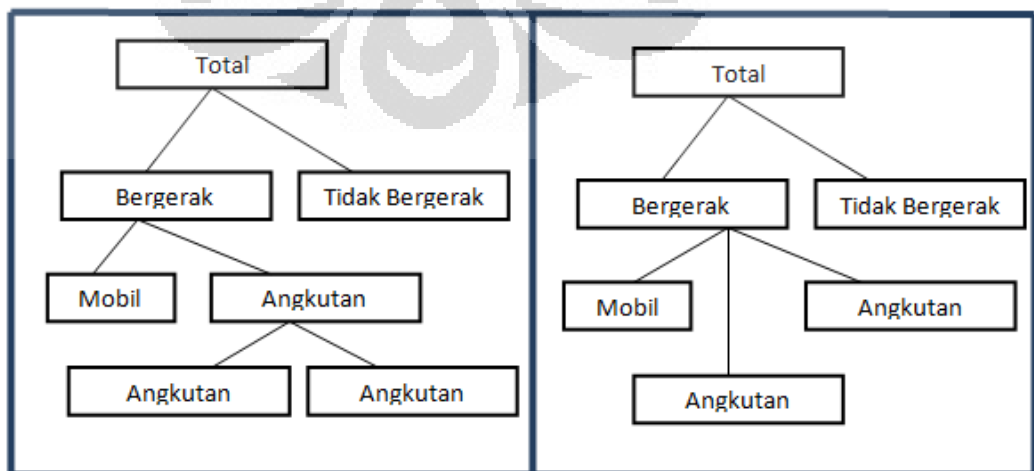 Total
Bergerak
Tidak Bergerak
Mobil
Angkutan
Angkutan
Angkutan
Total
Bergerak
Tidak Bergerak
Mobil
Angkutan
Angkutan